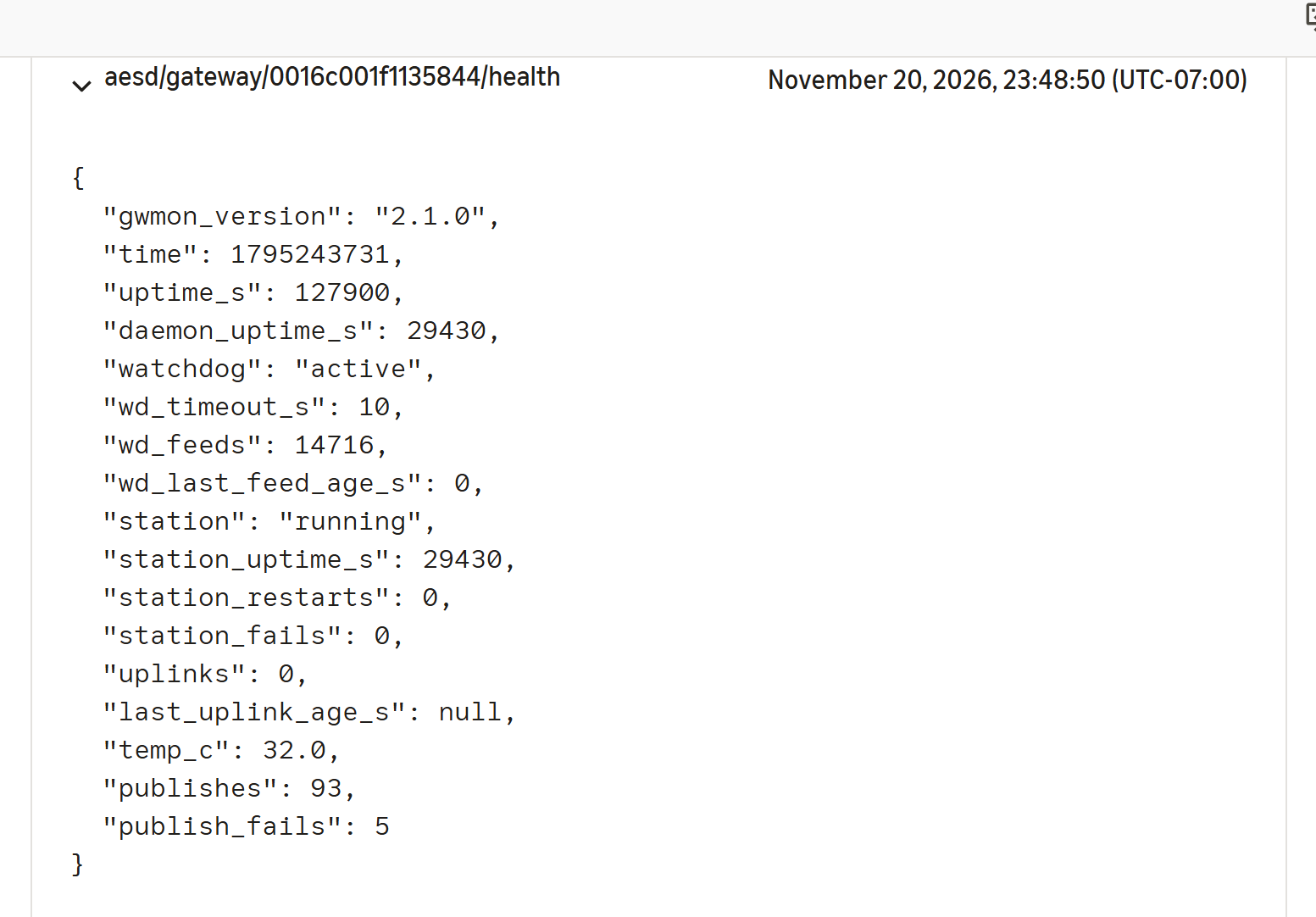 aesd/gateway/0016c001f1135844/health November 20, 2026, 23:48:50 (UTC-07:00)
{
"gwmon_version": "2.1.0",
"time": 1795243731,
"uptime_s": 127900,
"daemon_uptime_s": 29430,
"watchdog": "active",
"wd_timeout_s": 10,
"wd_feeds": 14716,
"wd_last_feed_age_s": 0,
"station": "running",
"station_uptime_s": 29430,
"station_restarts": 0,
"station_fails": 0,
"uplinks": 0,
"last_uplink_age_s": null,
"temp_c": 32.0,
"publishes": 93,
"publish_fails": 5
}